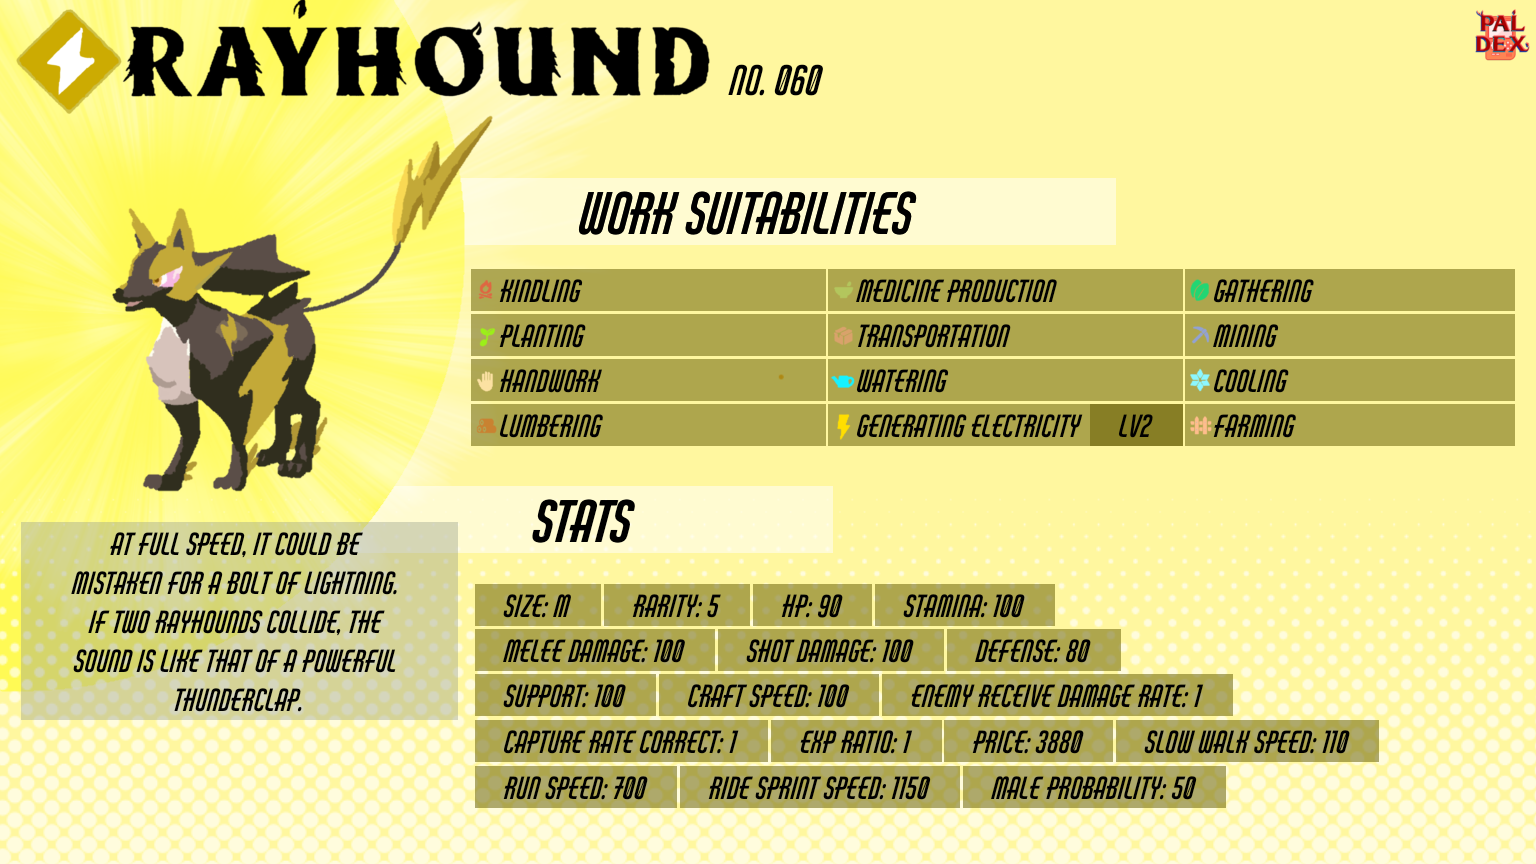 RAYHOUND NO. 060
PAL
DEX
WORK SUITABILITIES
KINDLING MEDICINE PRODUCTION GATHERING
PLANTING TRANSPORTATION MINING
HANDWORK WATERING COOLING
LUMBERING GENERATING ELECTRICITY LV2 FARMING
STATS
AT FULL SPEED, IT COULD BE
MISTAKEN FOR A BOLT OF LIGHTNING.
IF TWO RAYHOUNDS COLLIDE, THE
SOUND IS LIKE THAT OF A POWERFUL
THUNDERCLAP.
SIZE: M RARITY: 5 HP: 90 STAMINA: 100
MELEE DAMAGE: 100 SHOT DAMAGE: 100 DEFENSE: 80
SUPPORT: 100 CRAFT SPEED: 100 ENEMY RECEIVE DAMAGE RATE: 1
CAPTURE RATE CORRECT: 1 EXP RATIO: 1 PRICE: 3880 SLOW WALK SPEED: 110
RUN SPEED: 700 RIDE SPRINT SPEED: 1150 MALE PROBABILITY: 50